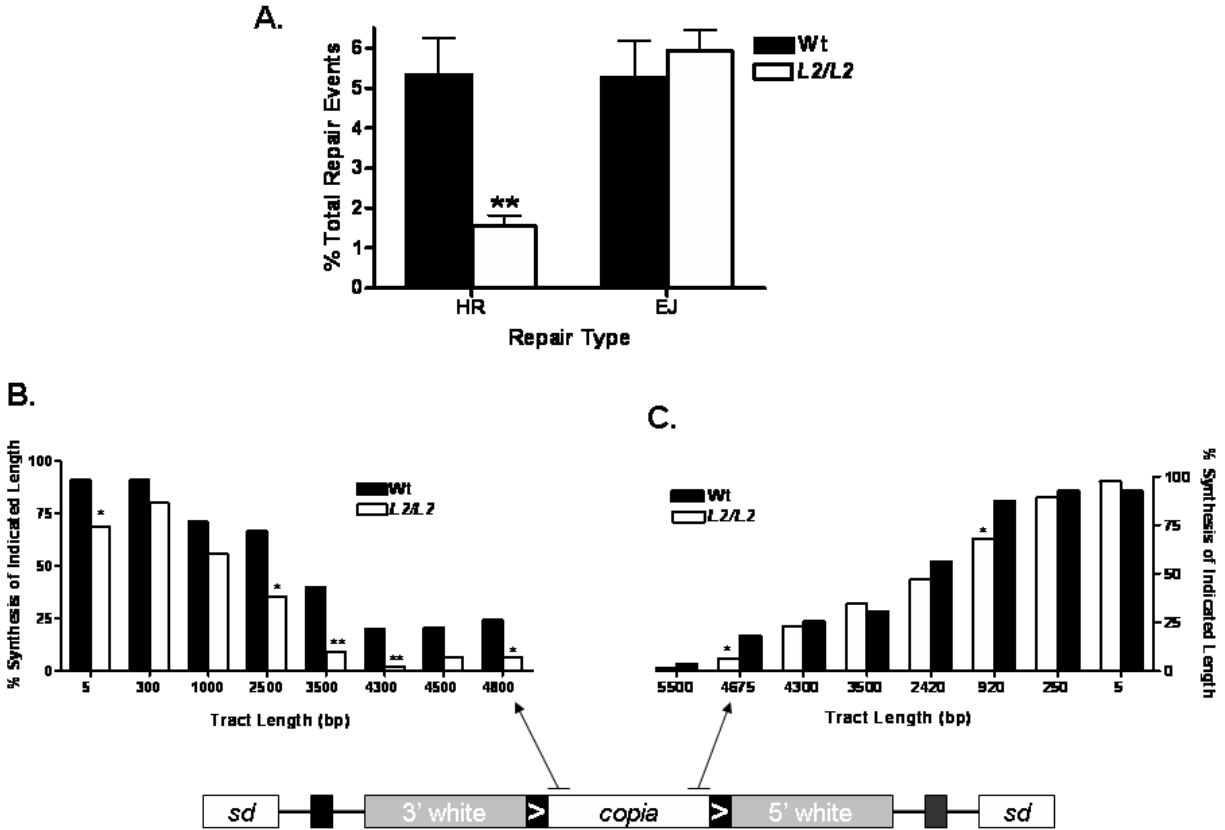 A.
% Total Repair Events
6
5
4
3
2
1
0
**
Wt
L2/L2
HR
EJ
Repair Type
B.
% Synthesis of Indicated Length
100
75
50
25
0
*
*
**
**
*
Wt
L2/L2
5 300 1000 2500 3500 4300 4500 4800
Tract Length (bp)
C.
Wt
L2/L2
*
*
100
75
50
25
0
% Synthesis of Indicated Length
5500 4675 4300 3500 2420 920 250 5
Tract Length (bp)
sd 3' white > copia > 5' white sd